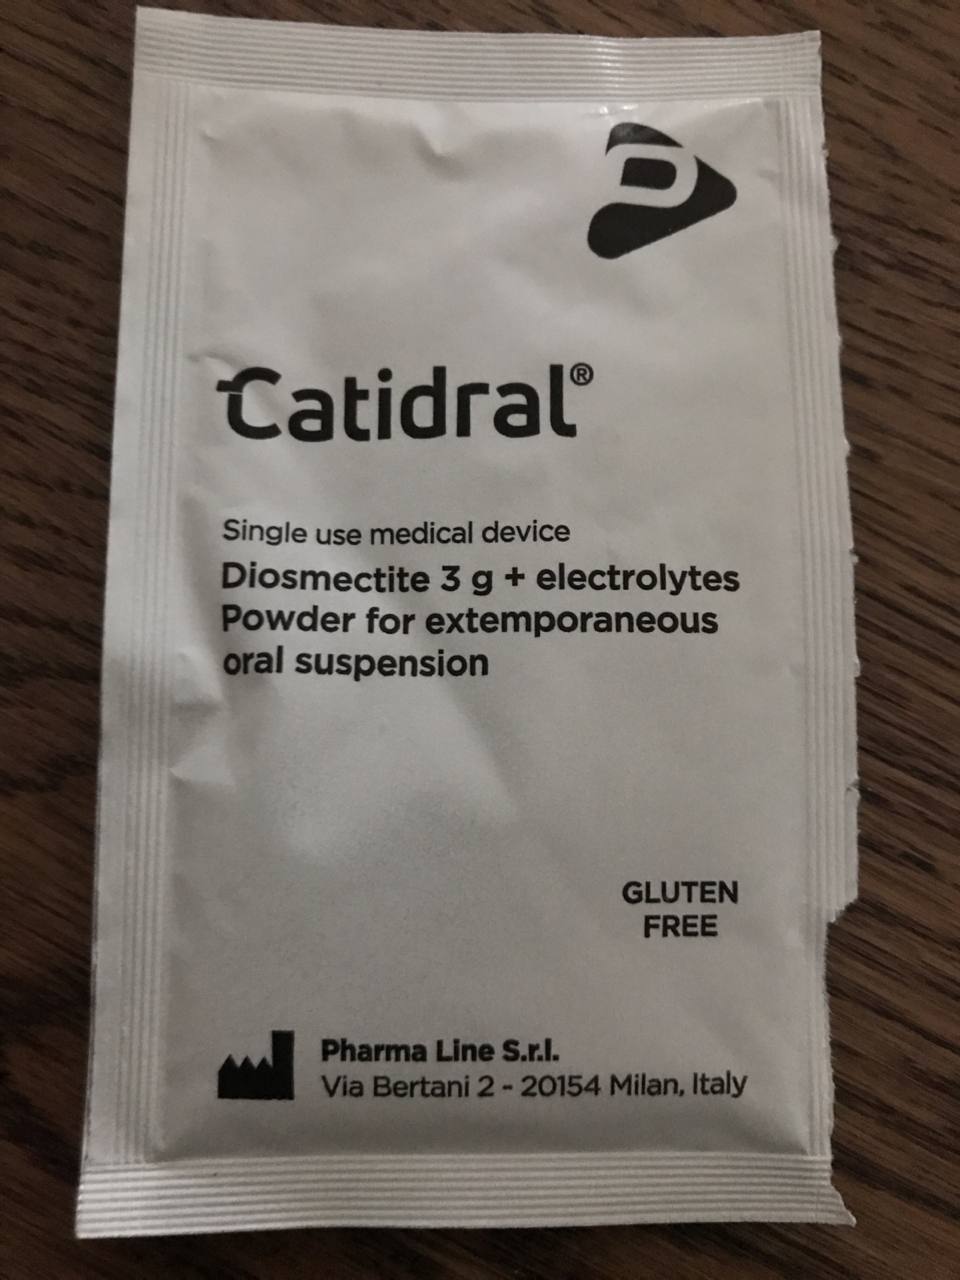 Catidral®
Single use medical device
Diosmectite 3 g + electrolytes
Powder for extemporaneous
oral suspension
GLUTEN
FREE
Pharma Line S.r.l.
Via Bertani 2 - 20154 Milan, Italy